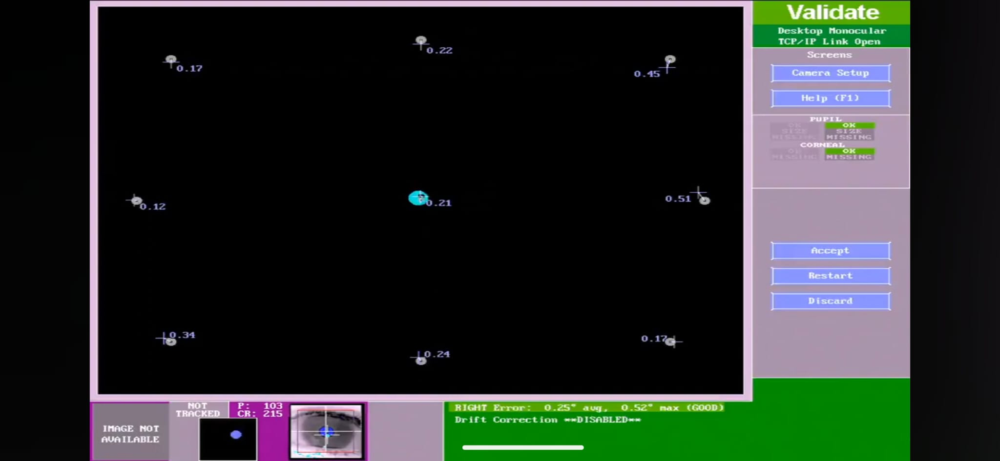 Validate
Desktop Monocular
TCP/IP Link Open
Screens
Camera Setup
Help (F1)
PUPIL
OK OK
SIZE SIZE
MISSING MISSING
CORNEAL
OK OK
MISSING MISSING
Accept
Restart
Discard
0.22
0.17
0.45
0.12
0.21
0.51
0.34
0.24
0.17
IMAGE NOT
AVAILABLE
NOT
TRACKED
P: 103
CR: 215
RIGHT Error: 0.25° avg, 0.52° max (GOOD)
Drift Correction **DISABLED**